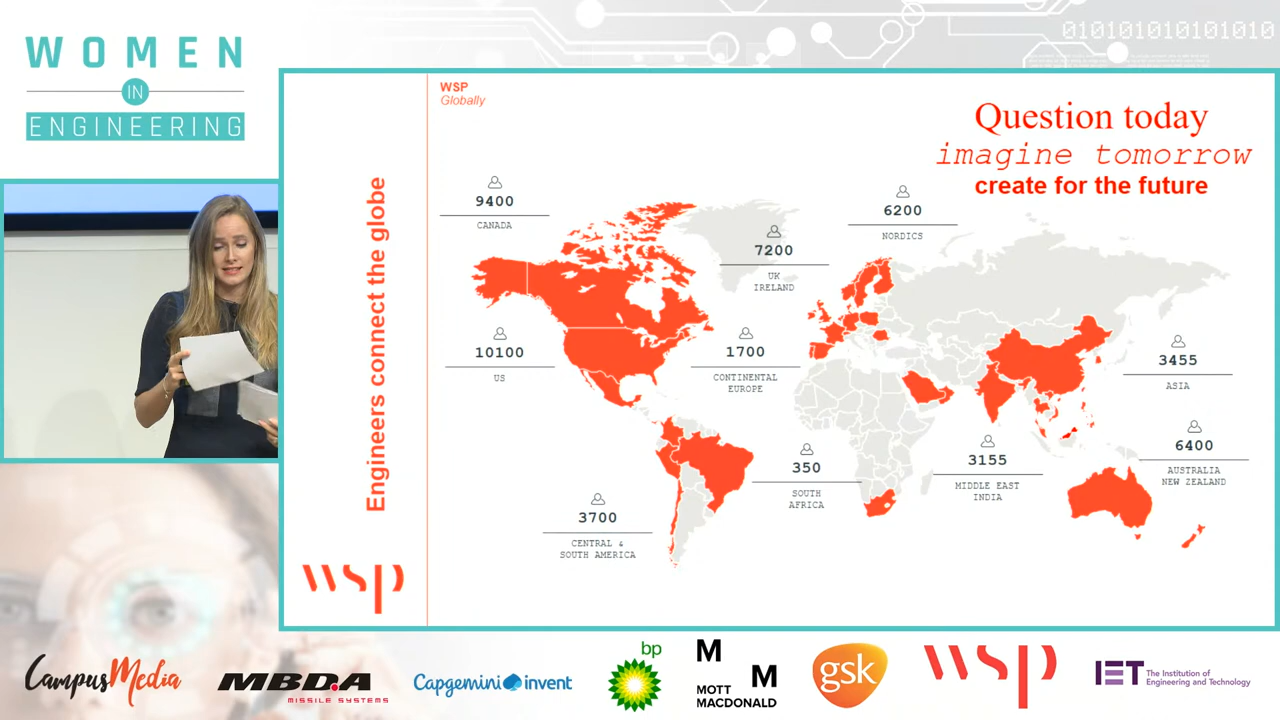 WOMEN
IN
ENGINEERING
010101010101010
Engineers connect the globe
wsp
WSP
Globally
Question today
imagine tomorrow
create for the future
9400
CANADA
7200
UK
IRELAND
6200
NORDICS
10100
US
1700
CONTINENTAL
EUROPE
3455
ASIA
350
SOUTH
AFRICA
3155
MIDDLE EAST
INDIA
6400
AUSTRALIA
NEW ZEALAND
3700
CENTRAL &
SOUTH AMERICA
CampusMedia
MBDA
MISSILE SYSTEMS
Capgemini invent
bp
M
M
MOTT
MACDONALD
gsk
wsp
IET
The Institution of
Engineering and Technology